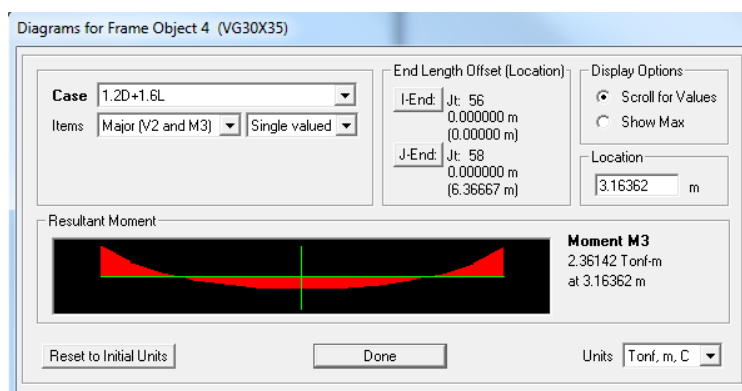 Diagrams for Frame Object 4 (VG30X35)
Case 1.2D+1.6L
Items Major (V2 and M3) Single valued
End Length Offset (Location)
I-End: Jt: 56
0.000000 m
(0.00000 m)
J-End: Jt: 58
0.000000 m
(6.36667 m)
Display Options
Scroll for Values
Show Max
Location
3.16362 m
Resultant Moment
Moment M3
2.36142 Tonf-m
at 3.16362 m
Reset to Initial Units
Done
Units Tonf, m, C